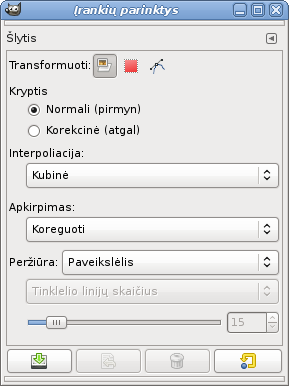 Įrankių parinktys
Šlytis
Transformuoti:
Kryptis
Normali (pirmyn)
Korekcinė (atgal)
Interpoliacija:
Kubinė
Apkirpimas:
Koreguoti
Peržiūra: Paveikslėlis
Tinklelio linijų skaičius
15